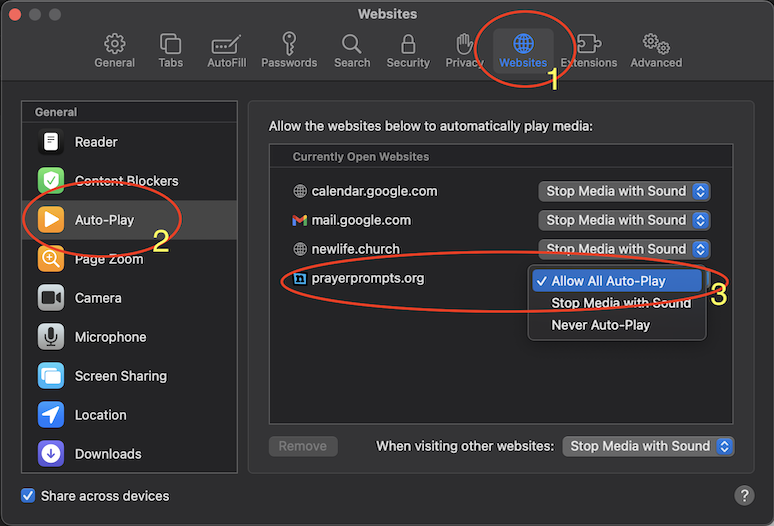 Websites
General
Tabs
AutoFill
Passwords
Search
Security
Privacy
Websites
Extensions
Advanced
1
General
Reader
Content Blockers
Auto-Play
2
Page Zoom
Camera
Microphone
Screen Sharing
Location
Downloads
Allow the websites below to automatically play media:
Currently Open Websites
calendar.google.com Stop Media with Sound
mail.google.com Stop Media with Sound
newlife.church Stop Media with Sound
prayerprompts.org Allow All Auto-Play
3
Stop Media with Sound
Never Auto-Play
Remove When visiting other websites: Stop Media with Sound
Share across devices ?